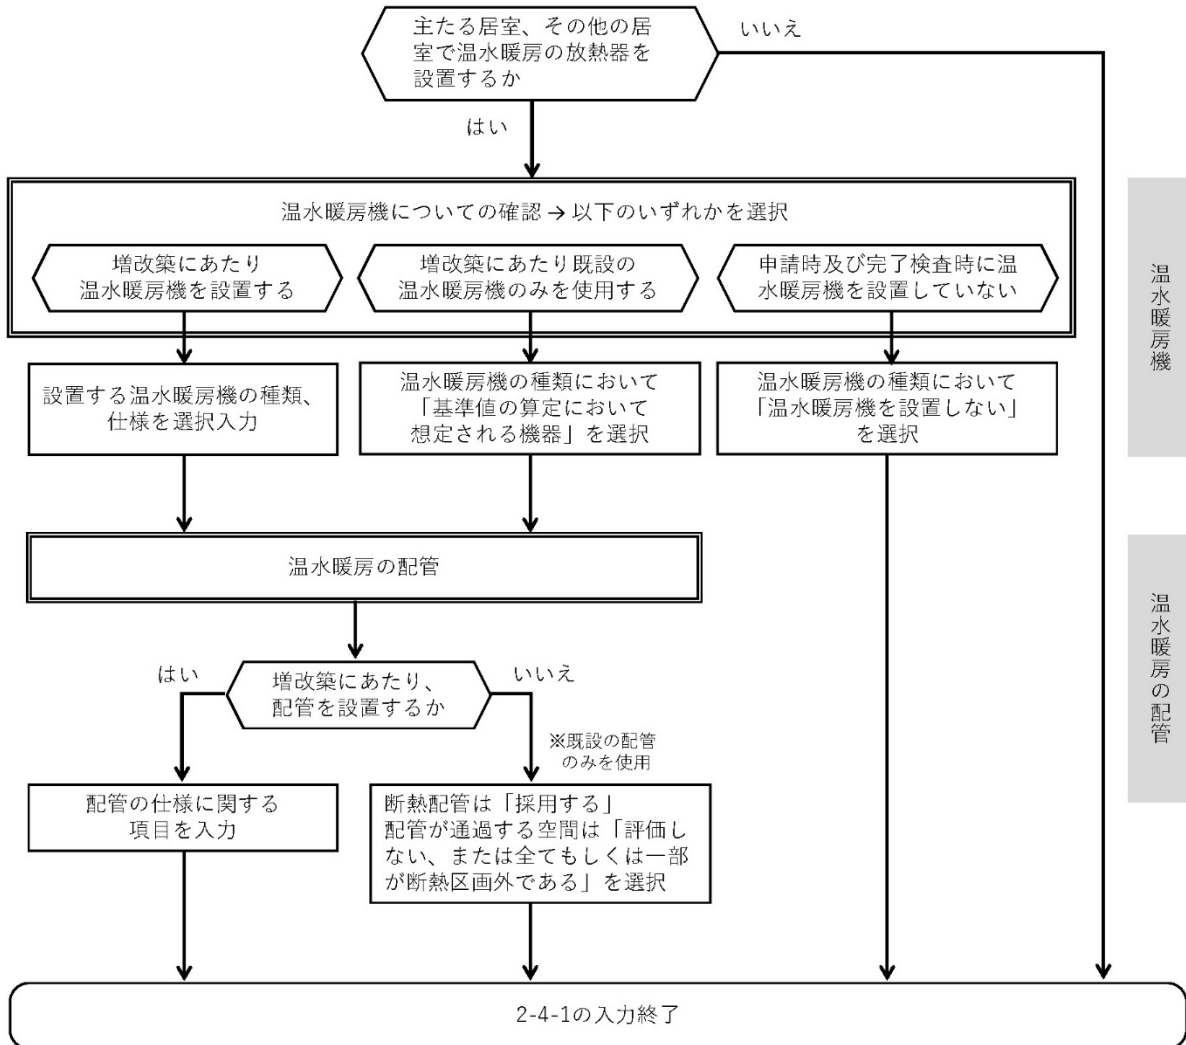 主たる居室、その他の居
室で温水暖房の放熱器を
設置するか
いいえ
はい
温水暖房機についての確認 → 以下のいずれかを選択
増改築にあたり
温水暖房機を設置する
増改築にあたり既設の
温水暖房機のみを使用する
申請時及び完了検査時に温
水暖房機を設置していない
温水暖房機
設置する温水暖房機の種類、
仕様を選択入力
温水暖房機の種類において
「基準値の算定において
想定される機器」を選択
温水暖房機の種類において
「温水暖房機を設置しない」
を選択
温水暖房の配管
温水暖房の配管
はい
増改築にあたり、
配管を設置するか
いいえ
※既設の配管
のみを使用
配管の仕様に関する
項目を入力
断熱配管は「採用する」
配管が通過する空間は「評価し
ない、または全てもしくは一部
が断熱区画外である」を選択
2-4-1の入力終了